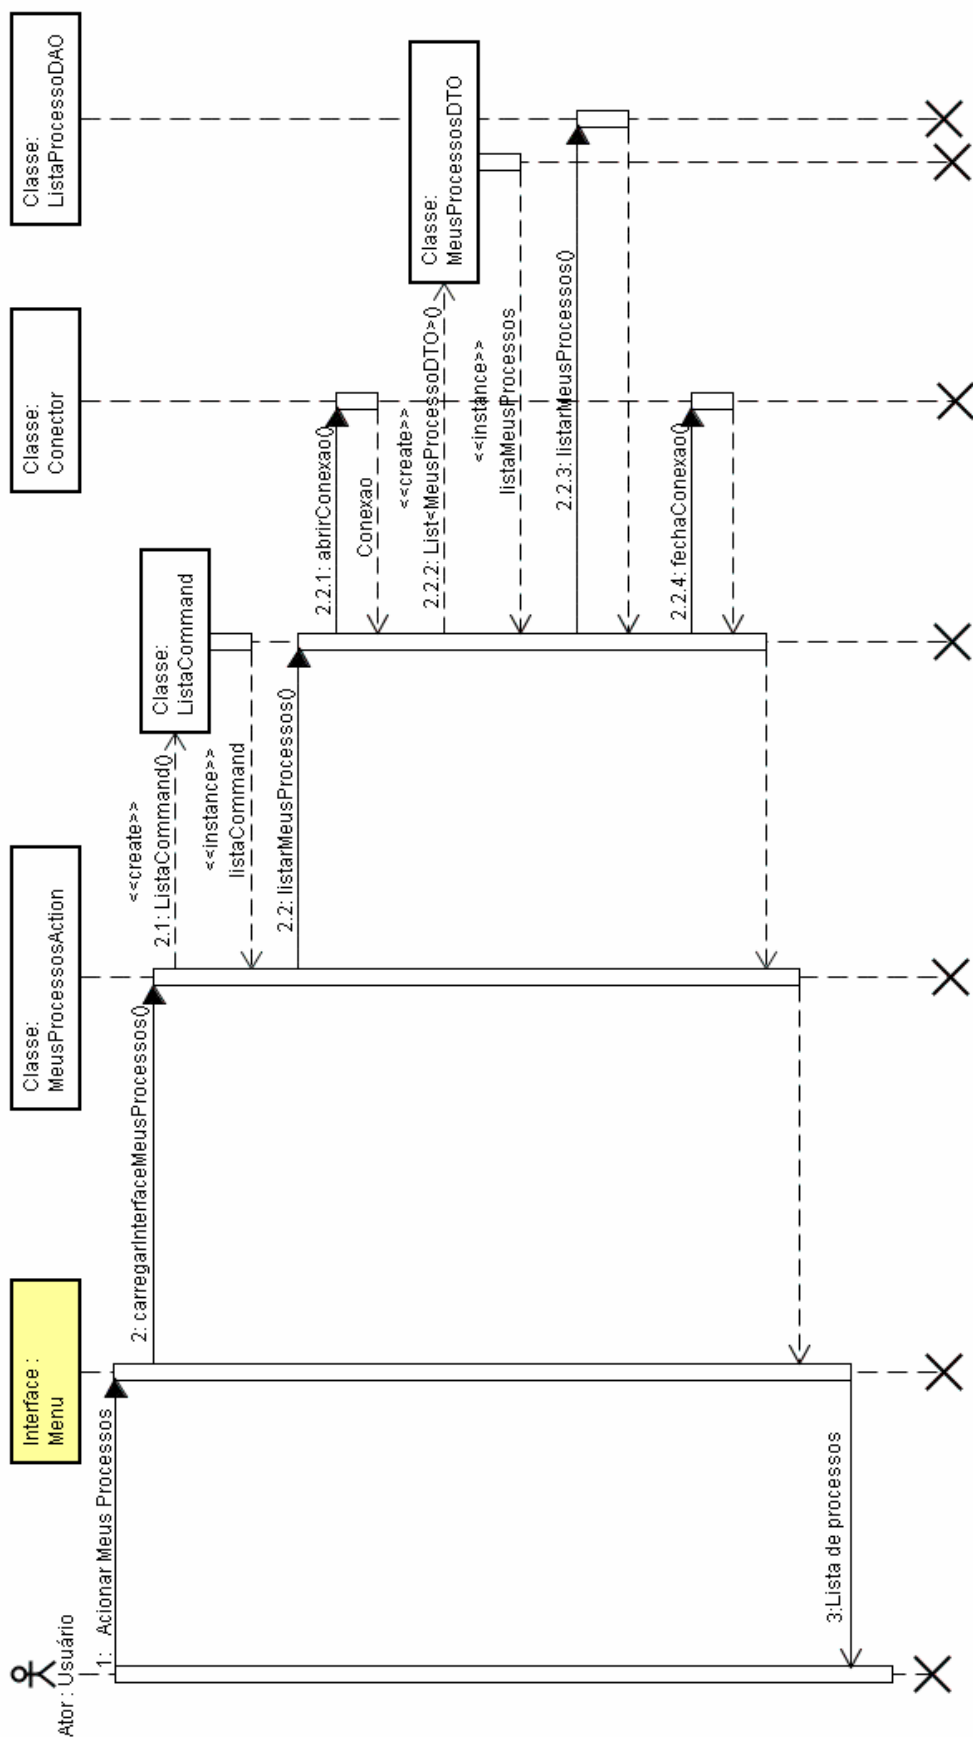 Ator : Usuário
Interface :
Menu
Classe:
MeusProcessosAction
Classe:
Conector
Classe:
ListaProcessoDAO
1:   Acionar Meus Processos
2: carregarInterfaceMeusProcessos()
<<create>>
2.1: ListaCommand()
Classe:
ListaCommand
<<instance>>
listaCommand
2.2: listarMeusProcessos()
2.2.1: abrirConexao()
Conexao
<<create>>
2.2.2: List<MeusProcessoDTO>()
Classe:
MeusProcessosDTO
<<instance>>
listaMeusProcessos
2.2.3: listarMeusProcessos()
2.2.4: fechaConexao()
3:Lista de processos